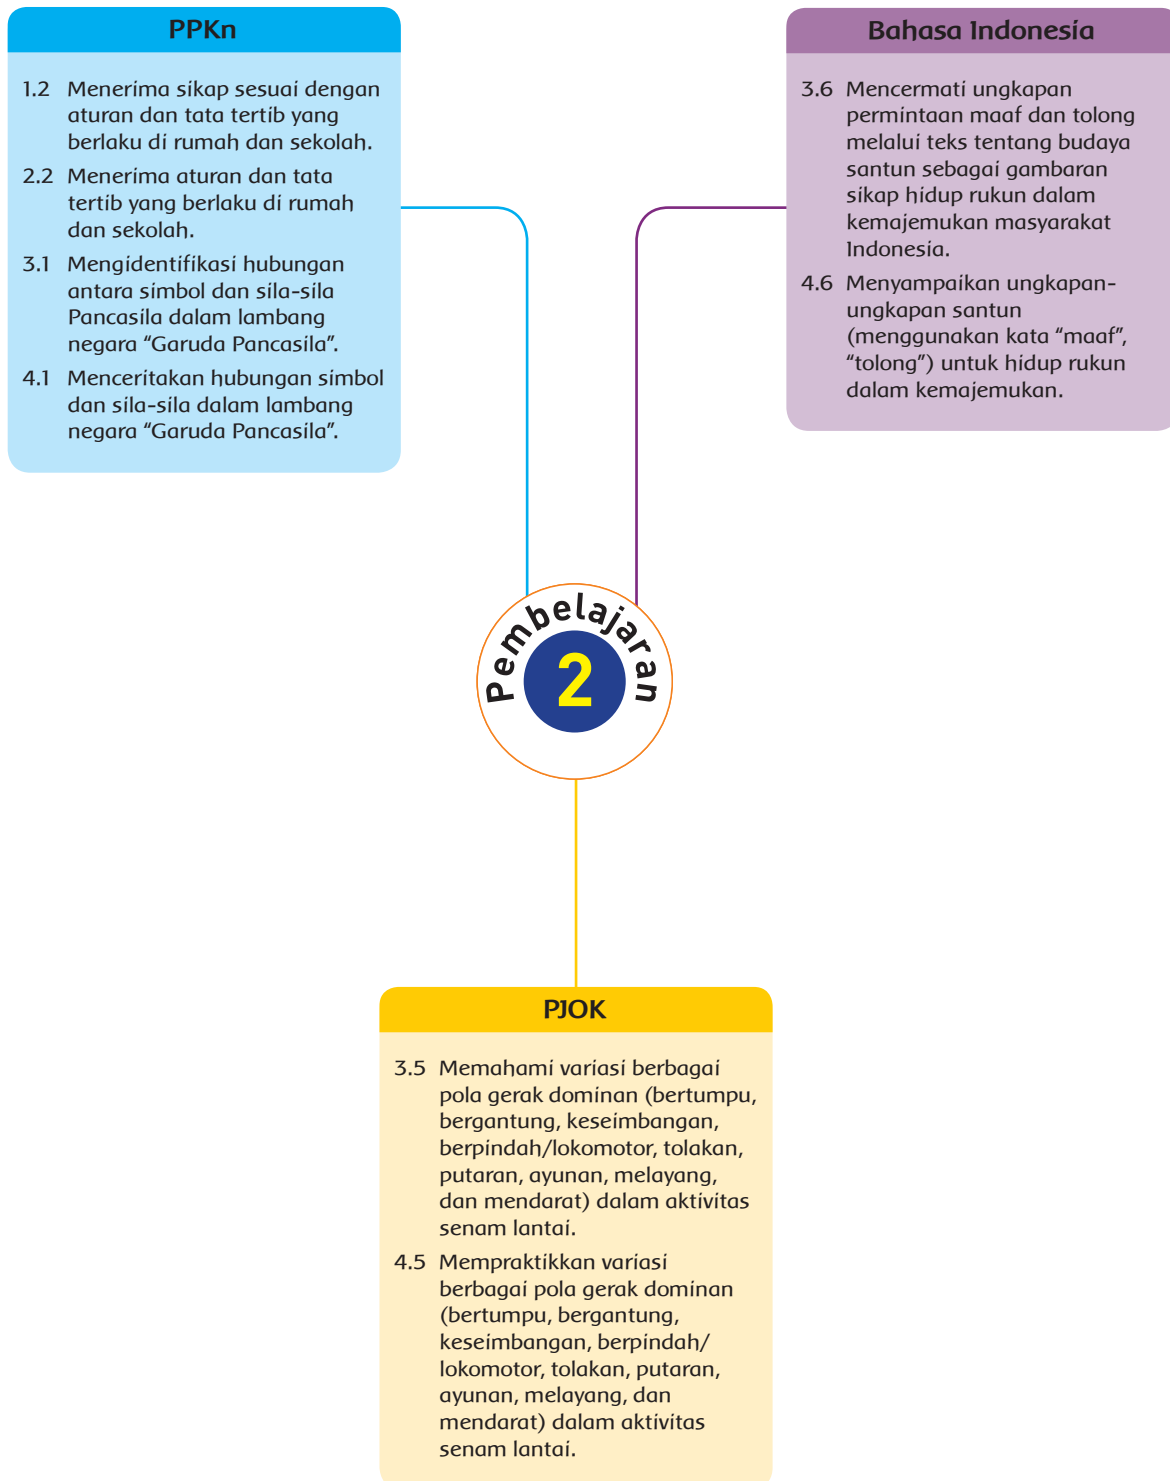 PPKn
1.2 Menerima sikap sesuai dengan
aturan dan tata tertib yang
berlaku di rumah dan sekolah.
2.2 Menerima aturan dan tata
tertib yang berlaku di rumah
dan sekolah.
3.1 Mengidentifikasi hubungan
antara simbol dan sila-sila
Pancasila dalam lambang
negara “Garuda Pancasila”.
4.1 Menceritakan hubungan simbol
dan sila-sila dalam lambang
negara “Garuda Pancasila”.
Bahasa Indonesia
3.6 Mencermati ungkapan
permintaan maaf dan tolong
melalui teks tentang budaya
santun sebagai gambaran
sikap hidup rukun dalam
kemajemukan masyarakat
Indonesia.
4.6 Menyampaikan ungkapan-
ungkapan santun
(menggunakan kata “maaf”,
“tolong”) untuk hidup rukun
dalam kemajemukan.
Pembelajaran
2
PJOK
3.5 Memahami variasi berbagai
pola gerak dominan (bertumpu,
bergantung, keseimbangan,
berpindah/lokomotor, tolakan,
putaran, ayunan, melayang,
dan mendarat) dalam aktivitas
senam lantai.
4.5 Mempraktikkan variasi
berbagai pola gerak dominan
(bertumpu, bergantung,
keseimbangan, berpindah/
lokomotor, tolakan, putaran,
ayunan, melayang, dan
mendarat) dalam aktivitas
senam lantai.